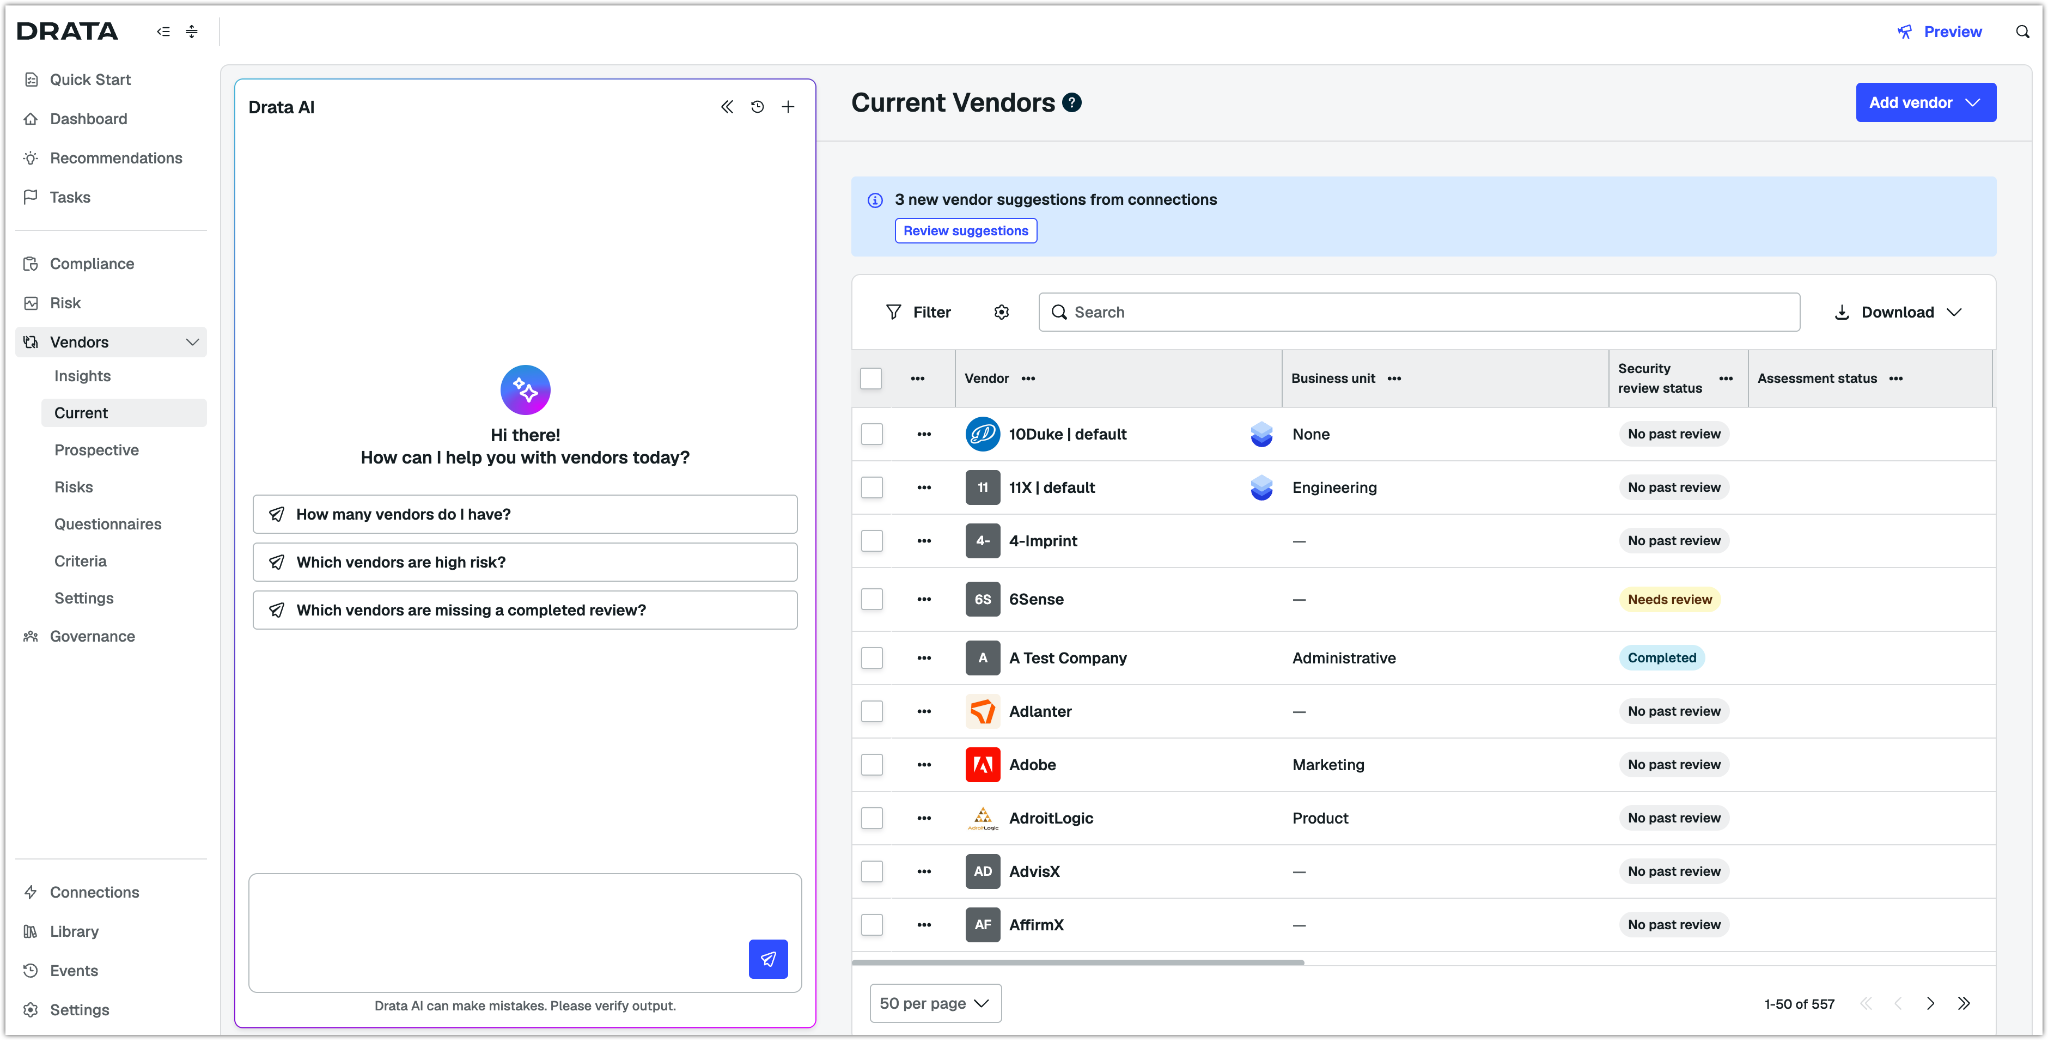 DRATA
Preview
Quick Start
Dashboard
Recommendations
Tasks
Compliance
Risk
Vendors
Insights
Current
Prospective
Risks
Questionnaires
Criteria
Settings
Governance
Connections
Library
Events
Settings
Drata AI
Hi there!
How can I help you with vendors today?
How many vendors do I have?
Which vendors are high risk?
Which vendors are missing a completed review?
Drata AI can make mistakes. Please verify output.
Current Vendors ?
Add vendor
3 new vendor suggestions from connections
Review suggestions
Filter
Search
Download
Vendor
Business unit
Security
review status
Assessment status
10Duke | default None No past review
11 11X | default Engineering No past review
4- 4-Imprint — No past review
6S 6Sense — Needs review
A A Test Company Administrative Completed
Adlanter — No past review
Adobe Marketing No past review
AdroitLogic AdroitLogic Product No past review
AD AdvisX — No past review
AF AffirmX — No past review
50 per page
1-50 of 557